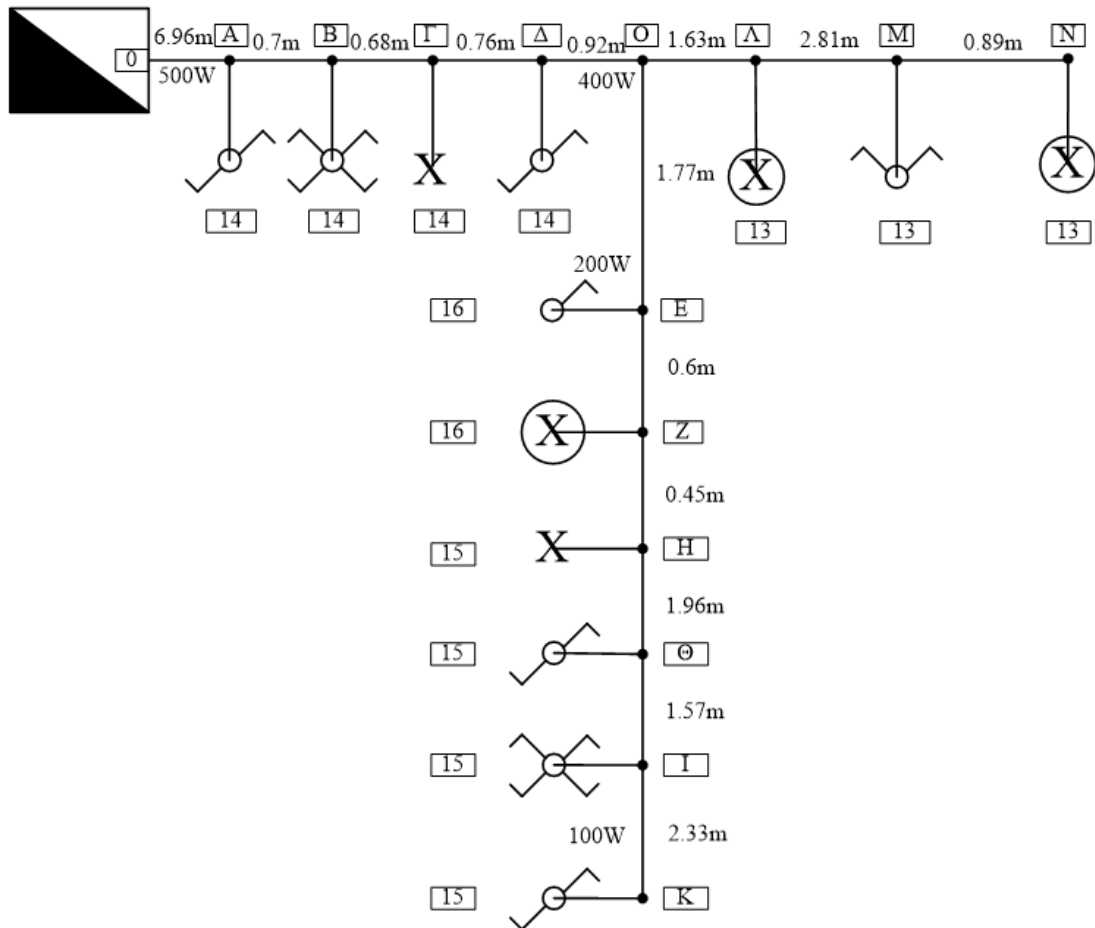 6.96m Α 0.7m Β 0.68m Γ 0.76m Δ 0.92m Ο 1.63m Λ 2.81m Μ 0.89m Ν
0
500W 400W
X X X
1.77m
14 14 14 14 13 13 13
200W
16 Ε
0.6m
16 X Ζ
0.45m
15 X Η
1.96m
15 Θ
1.57m
15 Ι
100W 2.33m
15 Κ